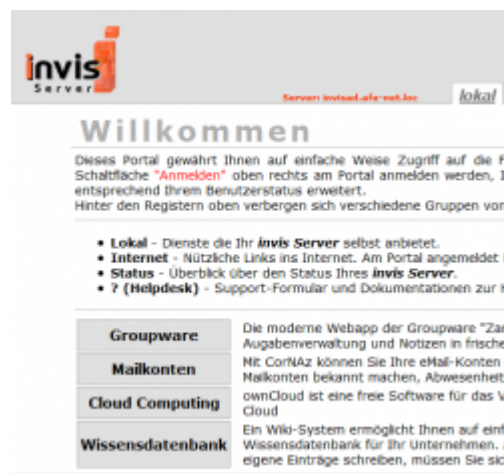 invis
Server
Server: invisad.afe-net.loc
lokal
Willkommen
Dieses Portal gewährt Ihnen auf einfache Weise Zugriff auf die
Schaltfläche "Anmelden" oben rechts am Portal anmelden werden,
entsprechend Ihrem Benutzerstatus erweitert.
Hinter den Registern oben verbergen sich verschiedene Gruppen von
• Lokal - Dienste die Ihr invis Server selbst anbietet.
• Internet - Nützliche Links ins Internet. Am Portal angemeldet
• Status - Überblick über den Status Ihres invis Server.
• ? (Helpdesk) - Support-Formular und Dokumentationen zur
Groupware
Die moderne Webapp der Groupware "Zar
Augabenverwaltung und Notizen in frische
Mailkonten
Mit CorNAz können Sie Ihre eMail-Konten
Mailkonten bekannt machen, Abwesenheit
Cloud Computing
ownCloud ist eine freie Software für das
Cloud
Wissensdatenbank
Ein Wiki-System ermöglicht Ihnen auf einf
Wissensdatenbank für Ihr Unternehmen.
eigene Einträge schreiben, müssen Sie sic